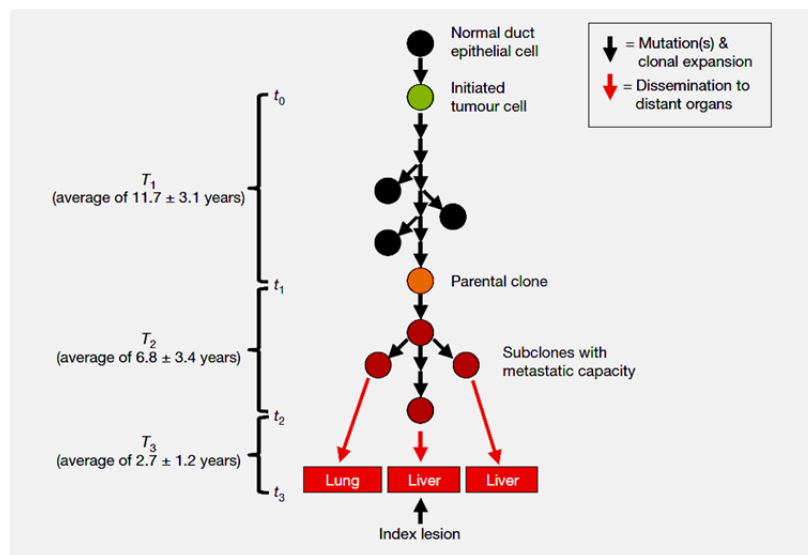 Normal duct
epithelial cell
= Mutation(s) &
clonal expansion
= Dissemination to
distant organs
Initiated
tumour cell
t0
T1
(average of 11.7 ± 3.1 years)
t1
Parental clone
T2
(average of 6.8 ± 3.4 years)
Subclones with
metastatic capacity
t2
T3
(average of 2.7 ± 1.2 years)
Lung
Liver
Liver
t3
Index lesion